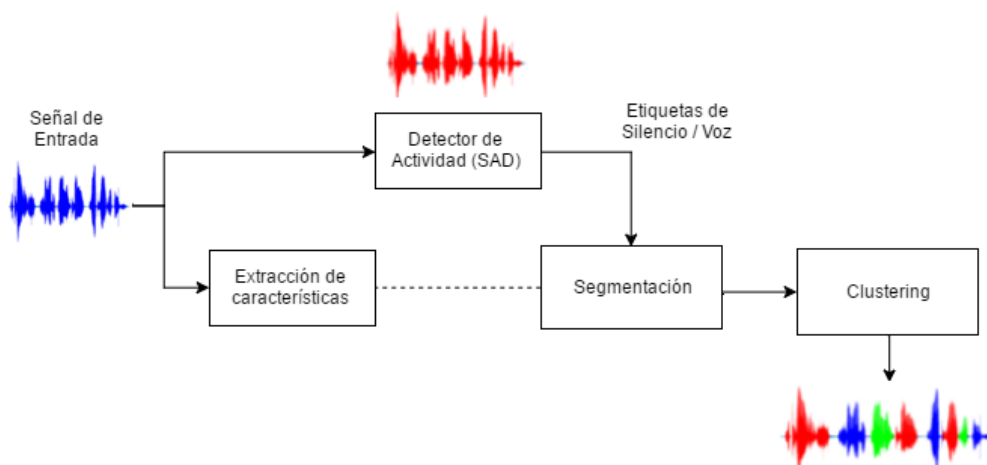 Señal de
Entrada
Detector de
Actividad (SAD)
Etiquetas de
Silencio / Voz
Extracción de
características
Segmentación
Clustering